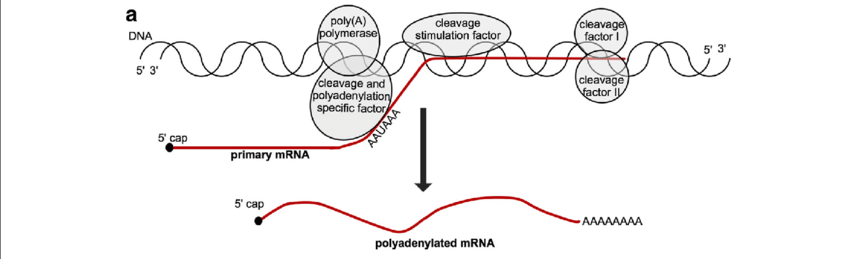 a
DNA
5' 3'
poly(A)
polymerase
cleavage and
polyadenylation
specific factor
cleavage
stimulation factor
cleavage
factor I
cleavage
factor II
5' 3'
AAUAAA
5' cap
primary mRNA
5' cap
AAAAAAAA
polyadenylated mRNA